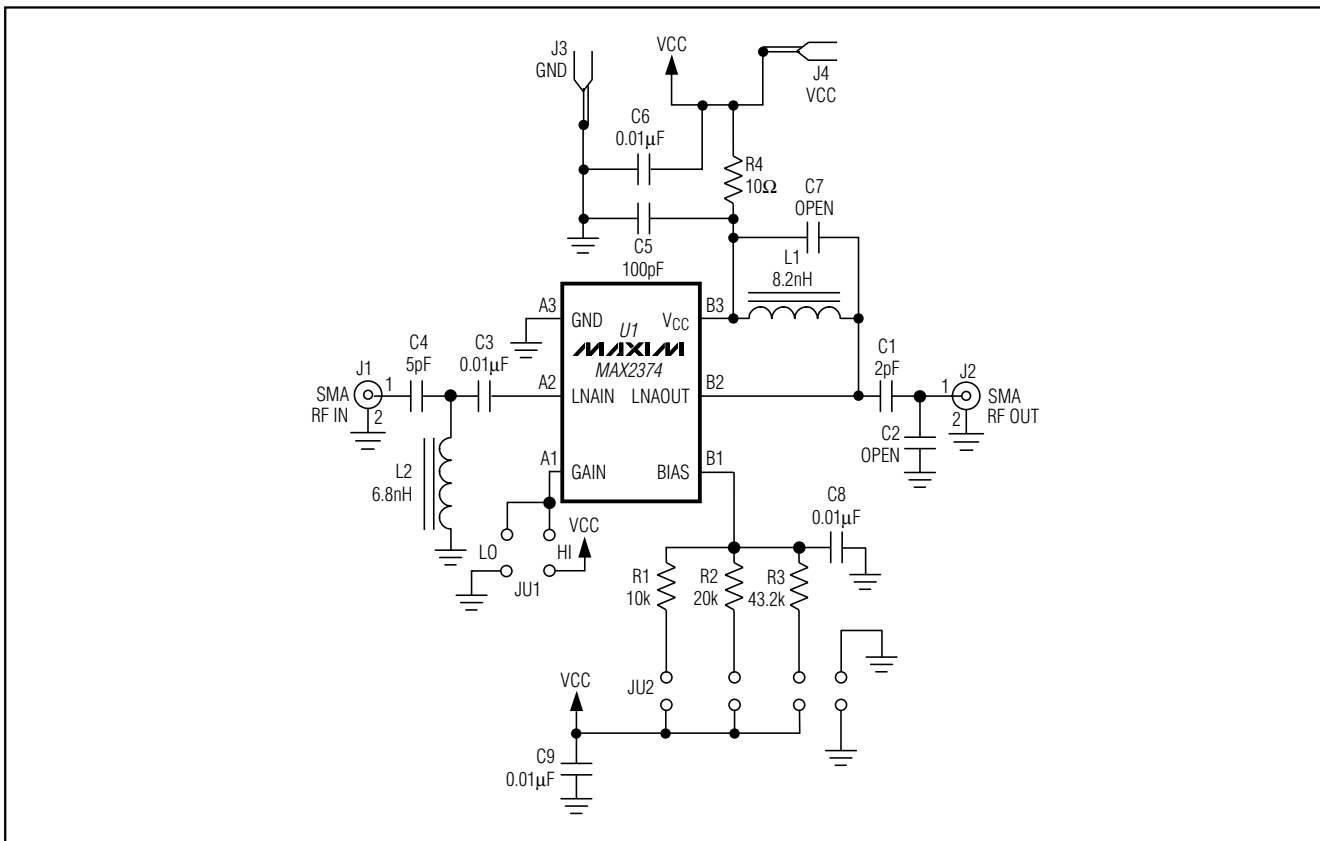 J3
GND
VCC
J4
VCC
C6
0.01µF
R4
10Ω
C7
OPEN
C5
100pF
L1
8.2nH
A3
GND
U1
MAXIM
MAX2374
VCC
B3
J1
SMA
RF IN
1
2
C4
5pF
C3
0.01µF
A2
LNAIN
LNAOUT
B2
C1
2pF
1
2
J2
SMA
RF OUT
C2
OPEN
L2
6.8nH
A1
GAIN
BIAS
B1
LO
HI
VCC
JU1
C8
0.01µF
R1
10k
R2
20k
R3
43.2k
VCC
JU2
C9
0.01µF